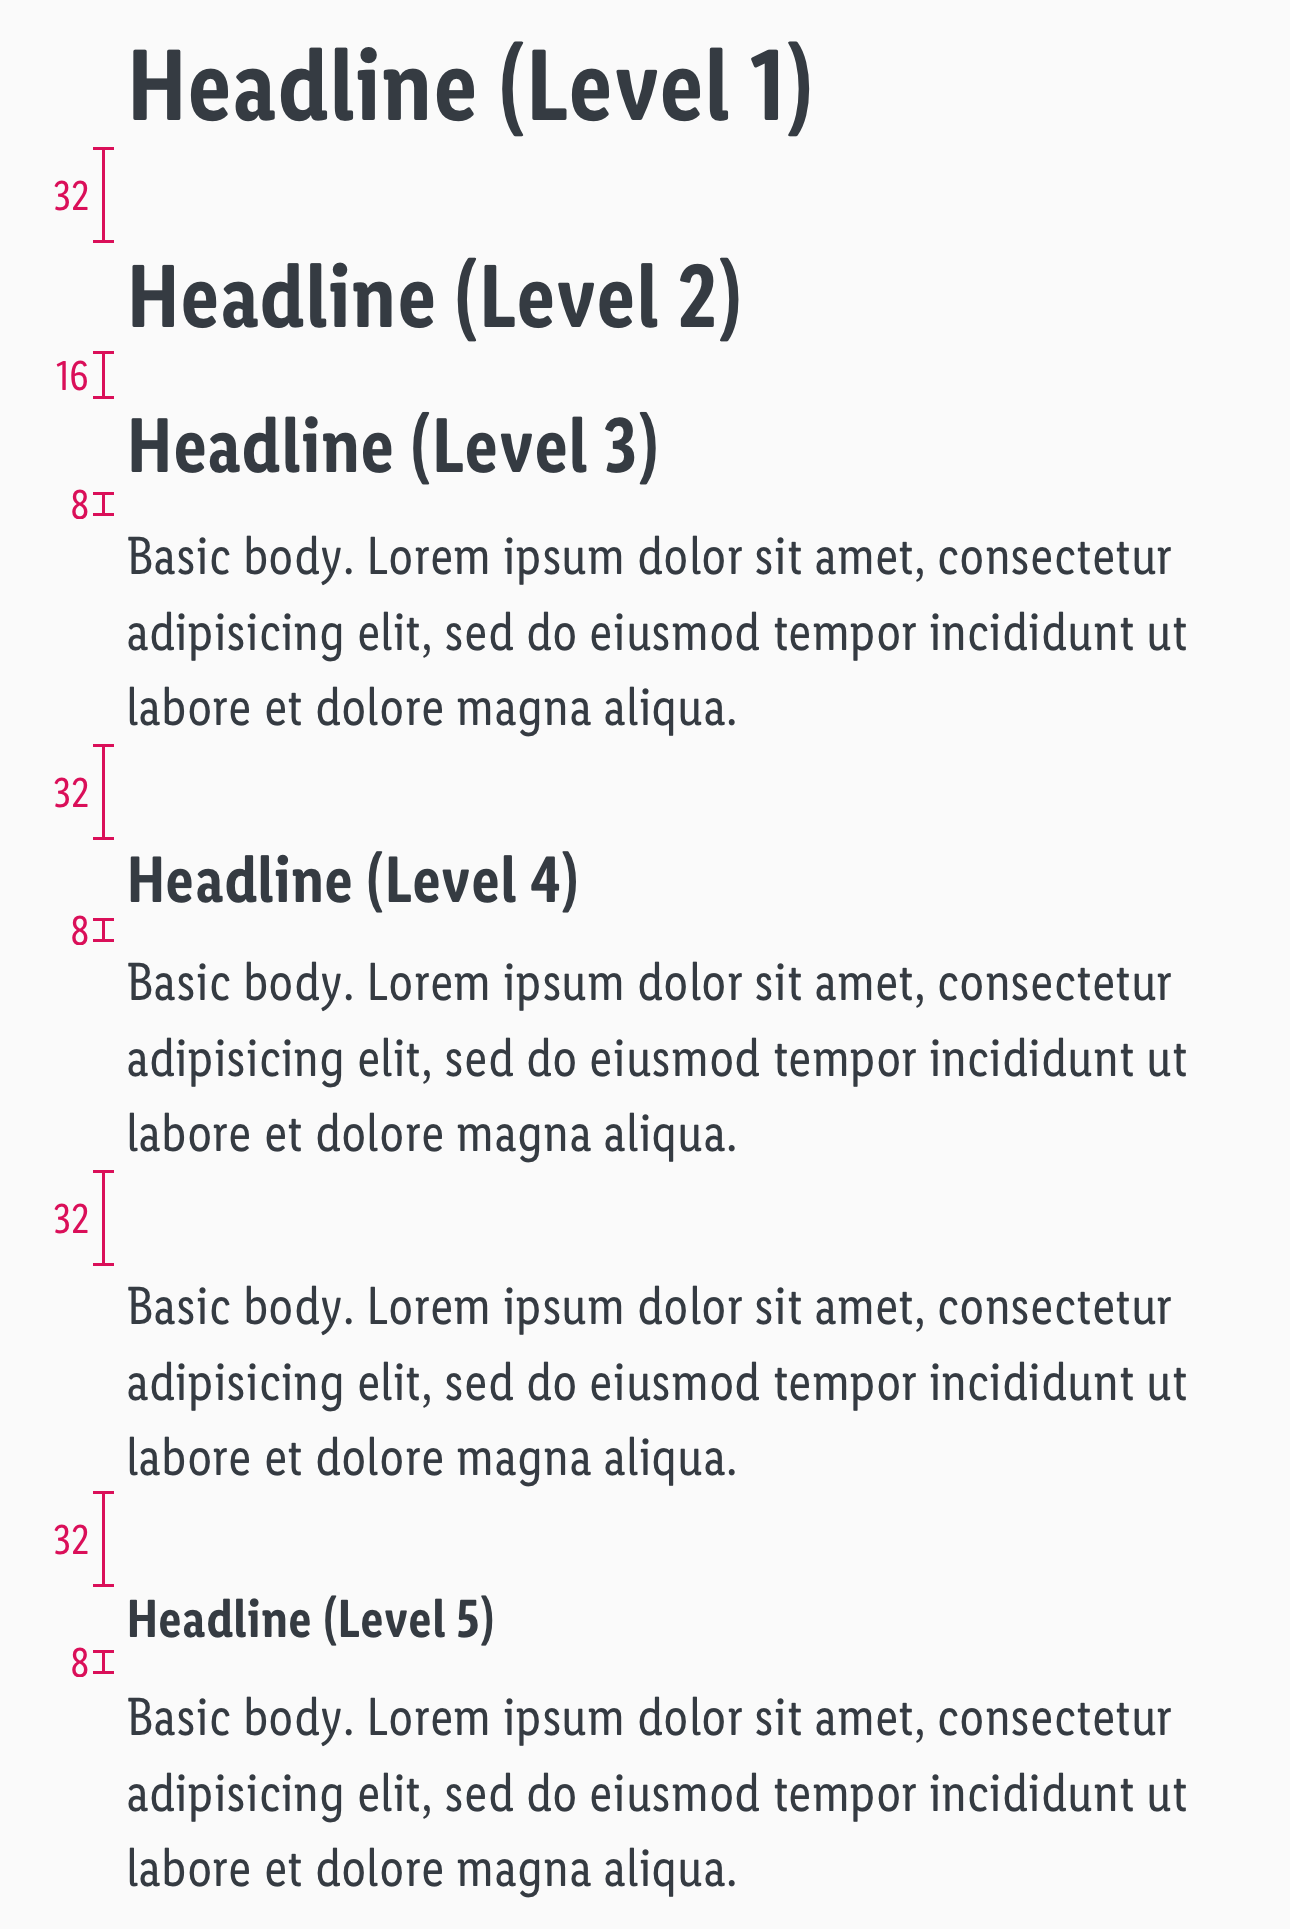 Headline (Level 1)
32
Headline (Level 2)
16
Headline (Level 3)
8
Basic body. Lorem ipsum dolor sit amet, consectetur
adipisicing elit, sed do eiusmod tempor incididunt ut
labore et dolore magna aliqua.
32
Headline (Level 4)
8
Basic body. Lorem ipsum dolor sit amet, consectetur
adipisicing elit, sed do eiusmod tempor incididunt ut
labore et dolore magna aliqua.
32
Basic body. Lorem ipsum dolor sit amet, consectetur
adipisicing elit, sed do eiusmod tempor incididunt ut
labore et dolore magna aliqua.
32
Headline (Level 5)
8
Basic body. Lorem ipsum dolor sit amet, consectetur
adipisicing elit, sed do eiusmod tempor incididunt ut
labore et dolore magna aliqua.